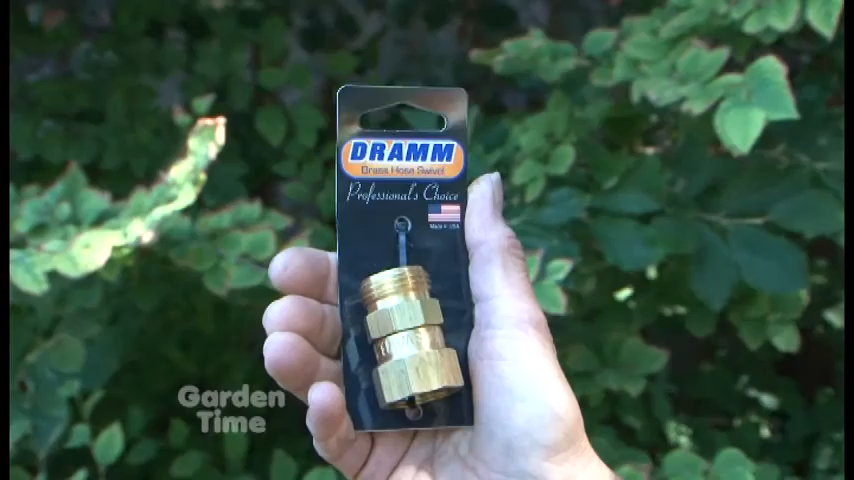 DRAMM
Brass Hose Swivel
Professional's Choice
Made in USA
Garden
Time